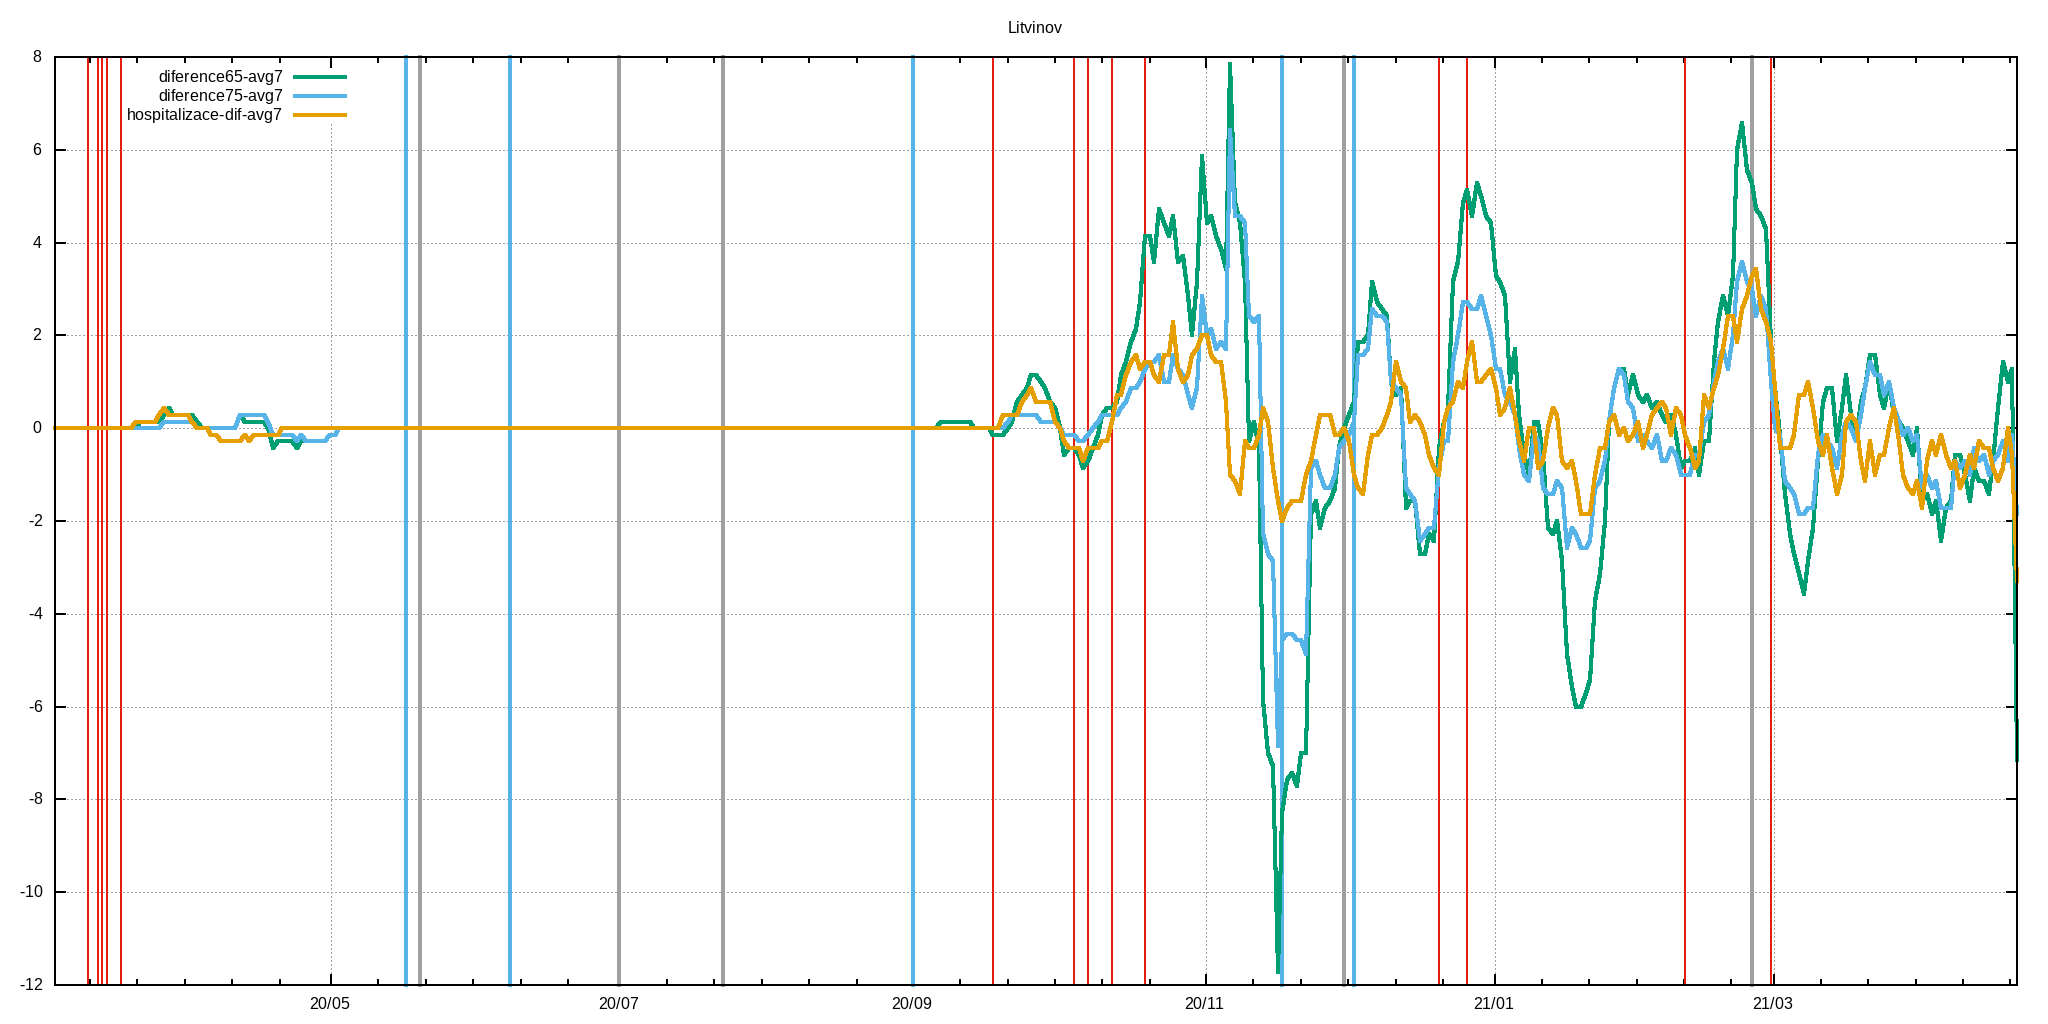 Litvinov
8
diference65-avg7
diference75-avg7
hospitalizace-dif-avg7
6
4
2
0
-2
-4
-6
-8
-10
-12
20/05 20/07 20/09 20/11 21/01 21/03